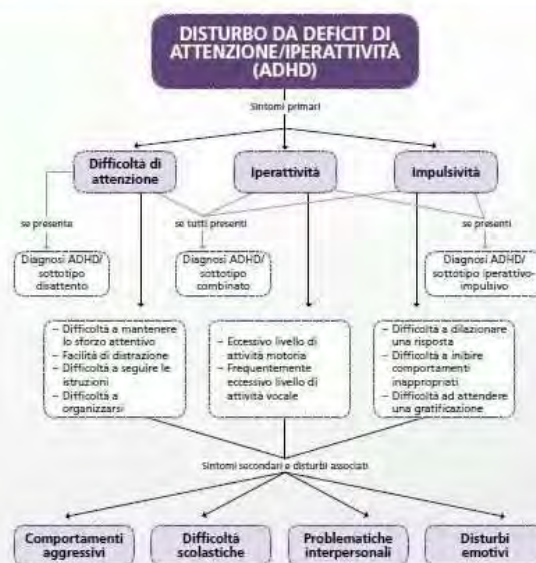 DISTURBO DA DEFICIT DI
ATTENZIONE/IPERATTIVITÀ
(ADHD)
Sintomi primari
Difficoltà di
attenzione
Iperattività
Impulsività
se presenta
se tutti presenti
se presenti
Diagnosi ADHD/
sottotipo
disattento
Diagnosi ADHD/
sottotipo
combinato
Diagnosi ADHD/
sottotipo iperattivo-
impulsivo
– Difficoltà a mantenere
lo sforzo attentivo
– Facilità di distrazione
– Difficoltà a seguire le
istruzioni
– Difficoltà a
organizzarsi
– Eccessivo livello di
attività motoria
– Frequentemente
eccessivo livello di
attività vocale
– Difficoltà a dilazionare
una risposta
– Difficoltà a inibire
comportamenti
inappropriati
– Difficoltà ad attendere
una gratificazione
Sintomi secondari e disturbi associati
Comportamenti
aggressivi
Difficoltà
scolastiche
Problematiche
interpersonali
Disturbi
emotivi